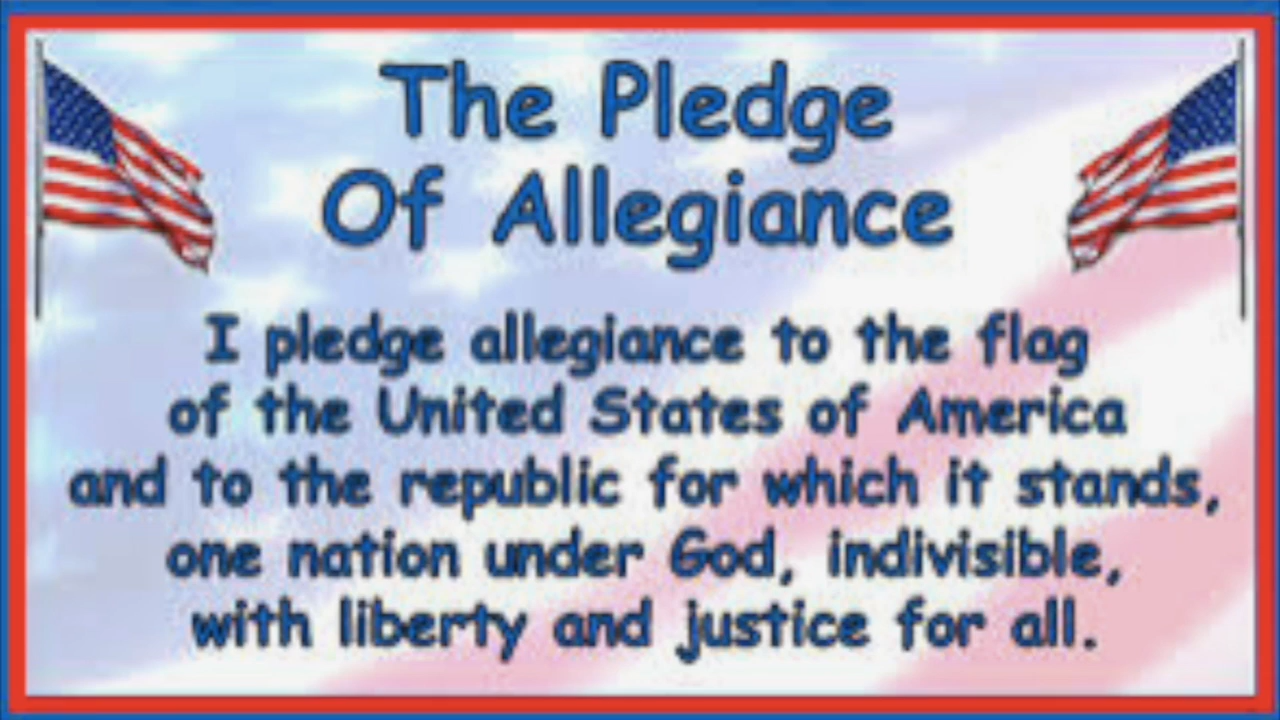 The Pledge
Of Allegiance
I pledge allegiance to the flag
of the United States of America
and to the republic for which it stands,
one nation under God, indivisible,
with liberty and justice for all.